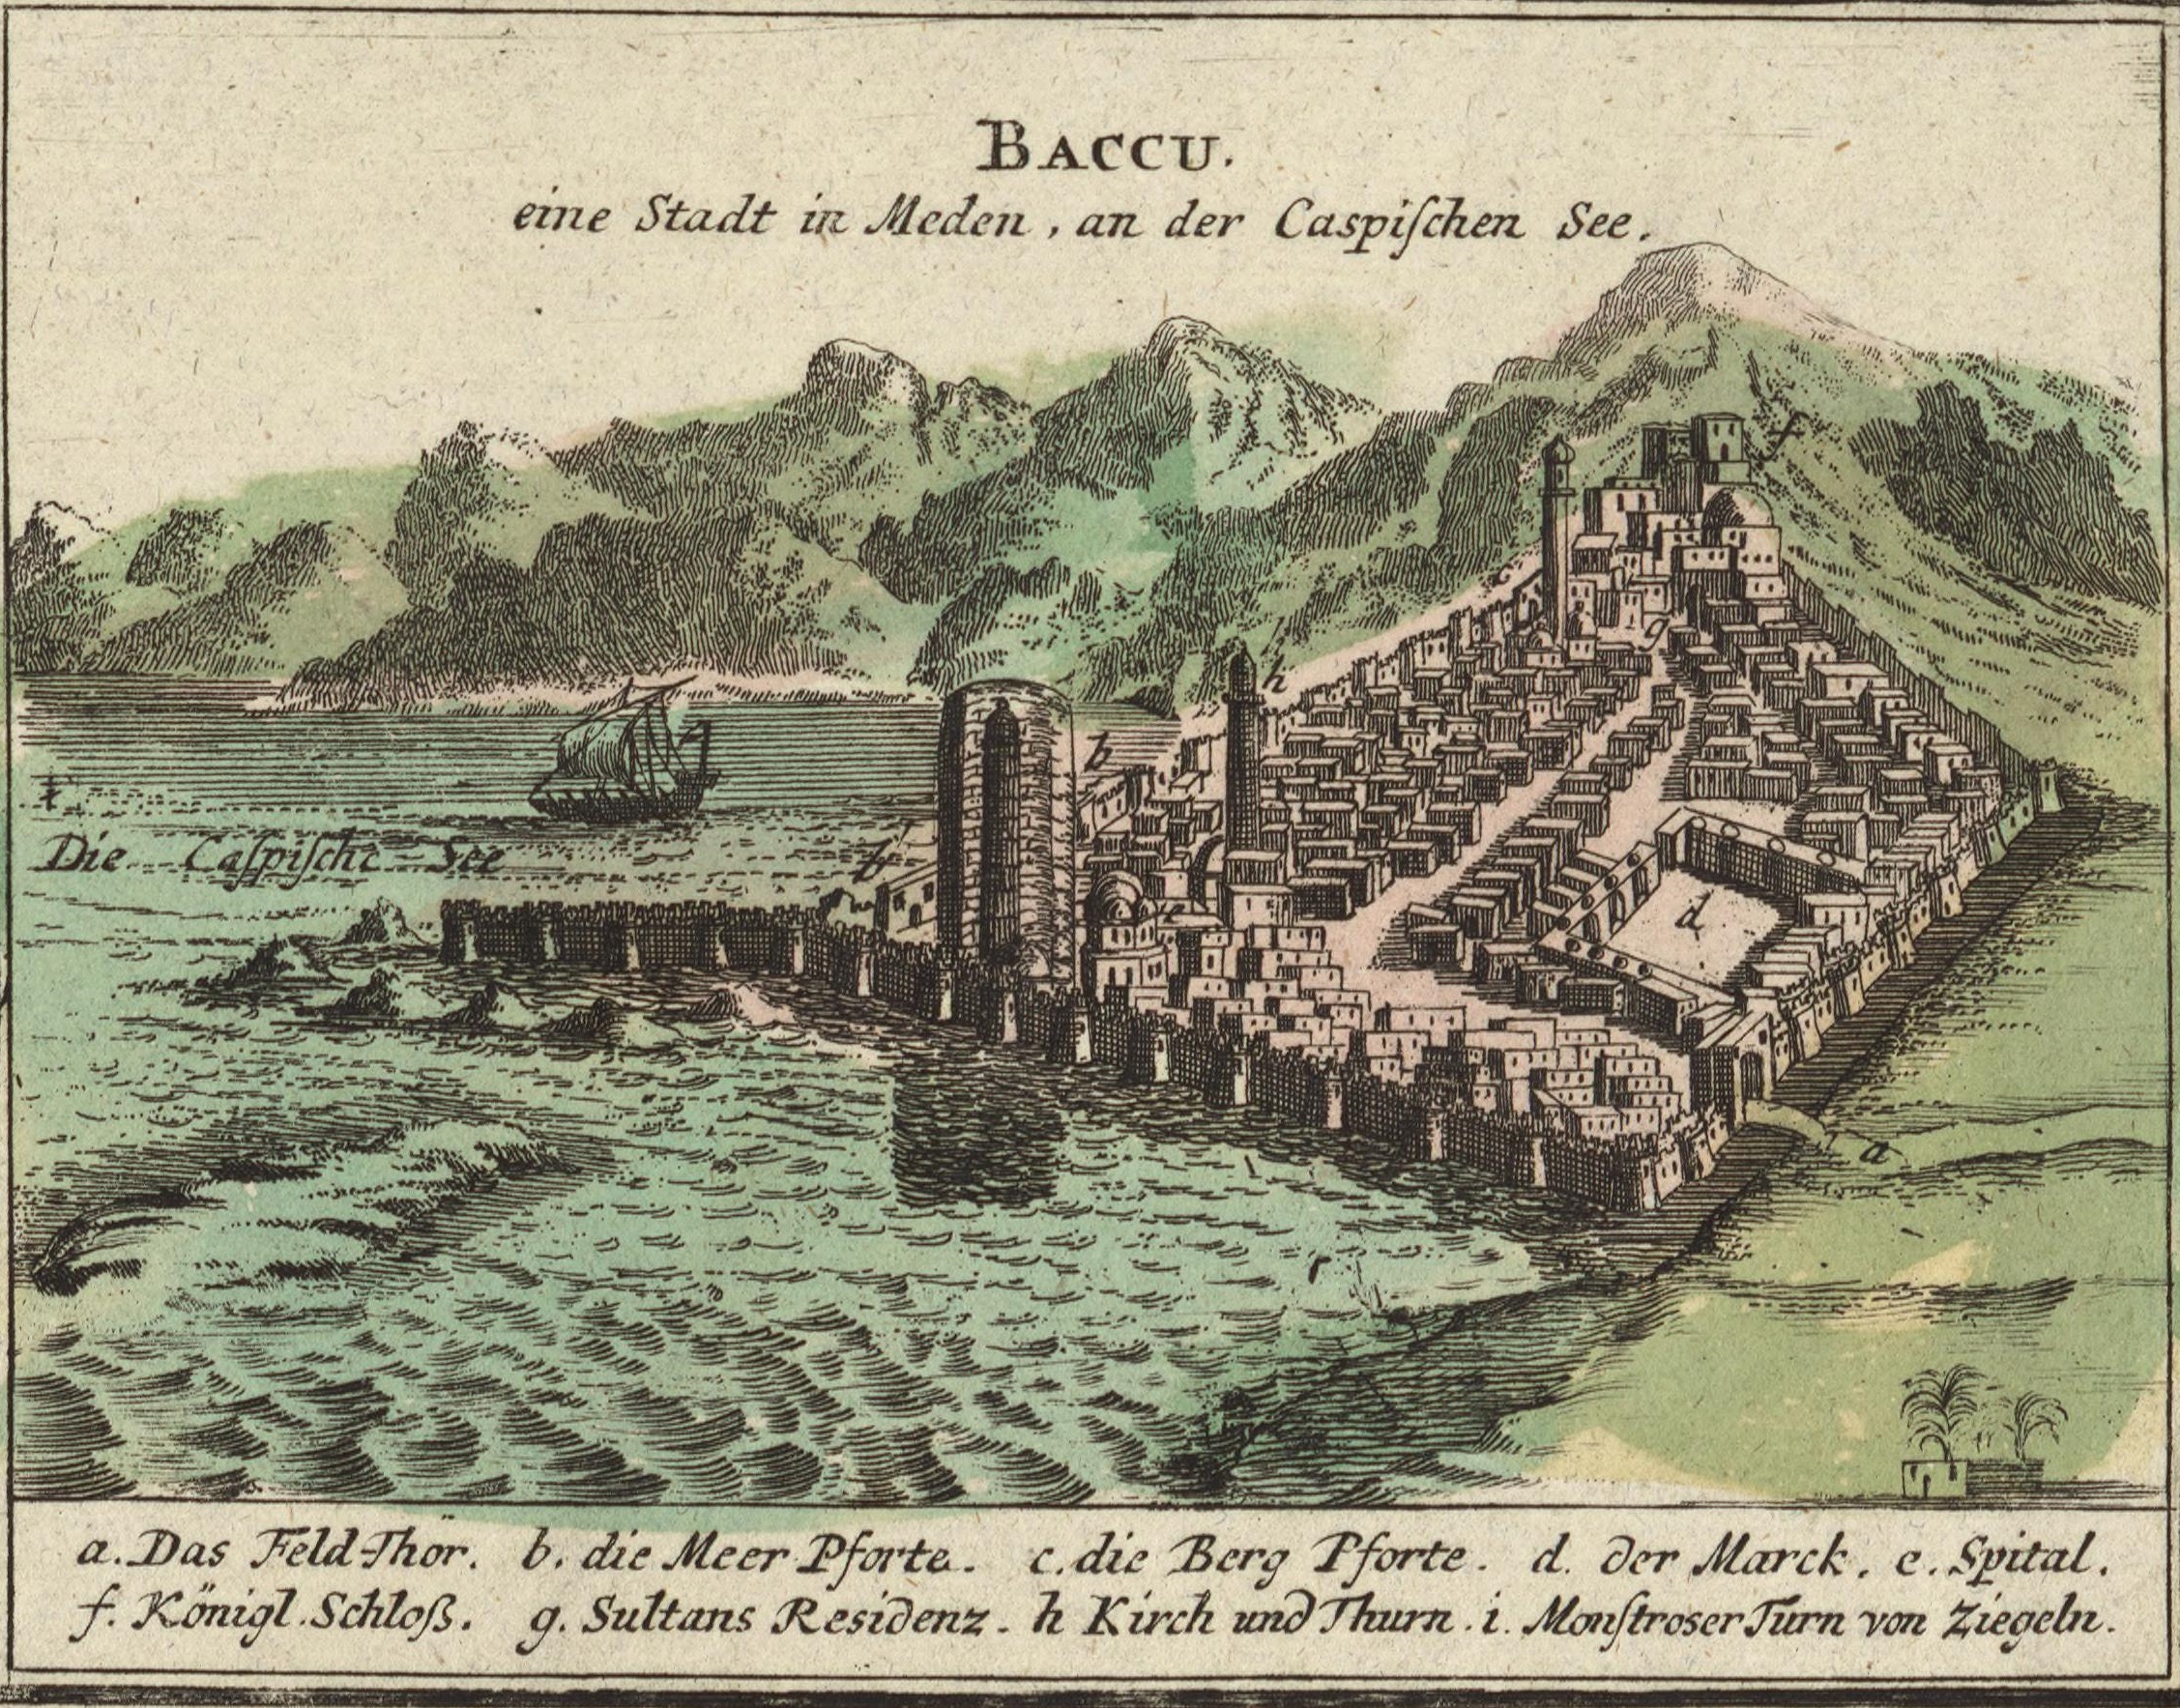 BACCU.
eine Stadt in Meden, an der Caspiſchen See.
f
g
h
b
b
Die Caſpiſche See
e
d
a
a. Das Feld-Thör. b. die Meer Pforte. c. die Berg Pforte. d. der Marck. e. Spital.
f. Königl. Schloß. g. Sultans Residenz. h Kirch und Thurn. i. Monſtroser Turn von Ziegeln.